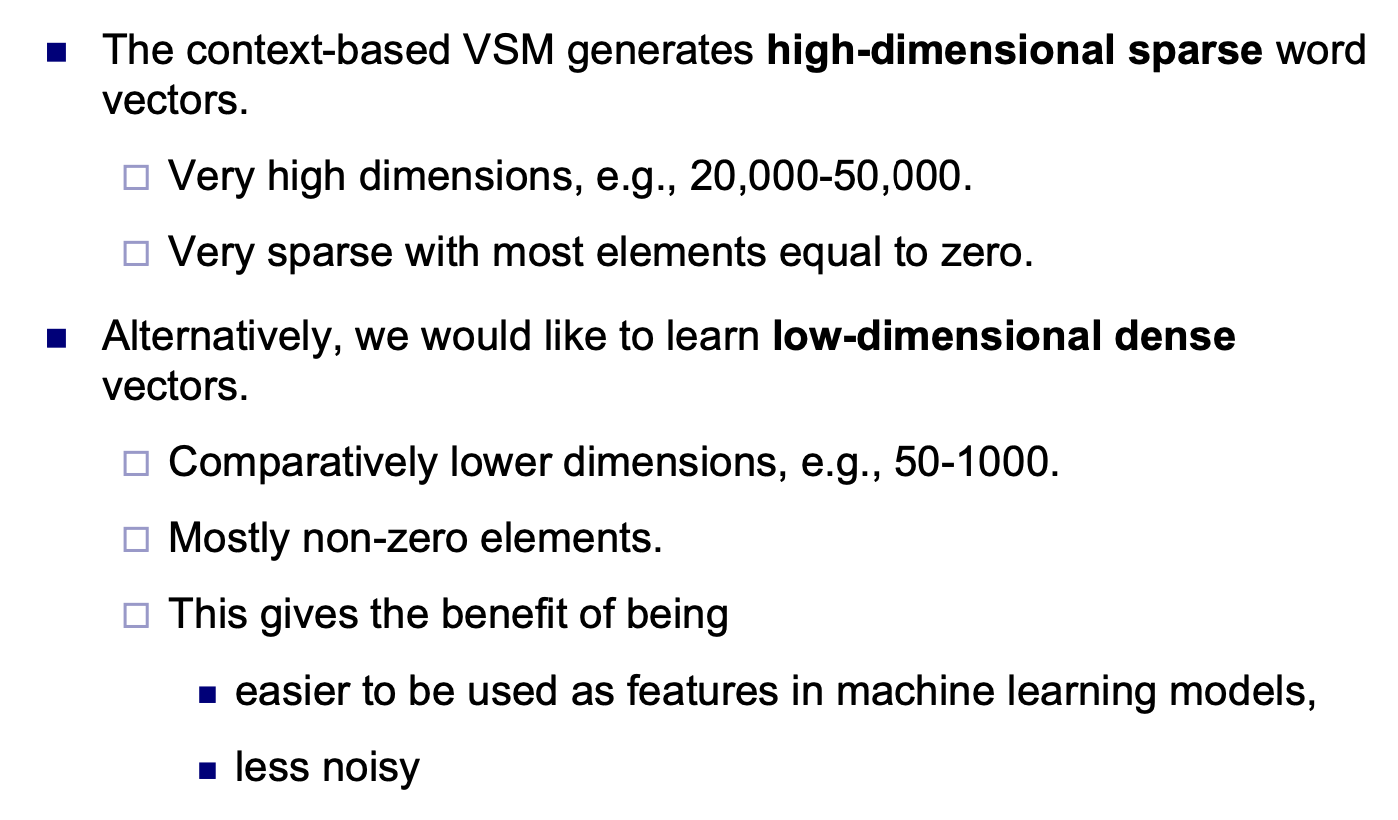 The context-based VSM generates high-dimensional sparse word
vectors.
Very high dimensions, e.g., 20,000-50,000.
Very sparse with most elements equal to zero.
Alternatively, we would like to learn low-dimensional dense
vectors.
Comparatively lower dimensions, e.g., 50-1000.
Mostly non-zero elements.
This gives the benefit of being
easier to be used as features in machine learning models,
less noisy